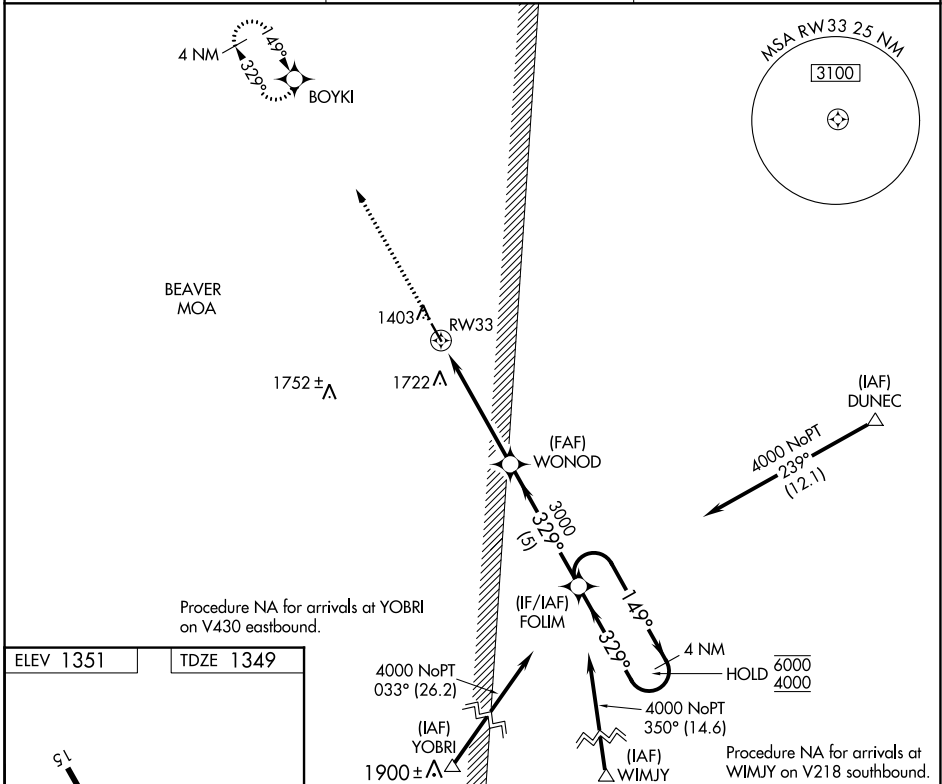 4 NM
149°
329°
BOYKI
MSA RW33 25 NM
3100
BEAVER
MOA
1403
RW33
1752 ±
1722
(IAF)
DUNEC
4000 NoPT
239°
(12.1)
(FAF)
WONOD
3000
329°
(5)
(IF/IAF)
FOLIM
149°
329°
4 NM
HOLD
6000
4000
Procedure NA for arrivals at YOBRI
on V430 eastbound.
ELEV 1351
TDZE 1349
4000 NoPT
033° (26.2)
4000 NoPT
350° (14.6)
(IAF)
YOBRI
1900 ±
(IAF)
WIMJY
Procedure NA for arrivals at
WIMJY on V218 southbound.
15